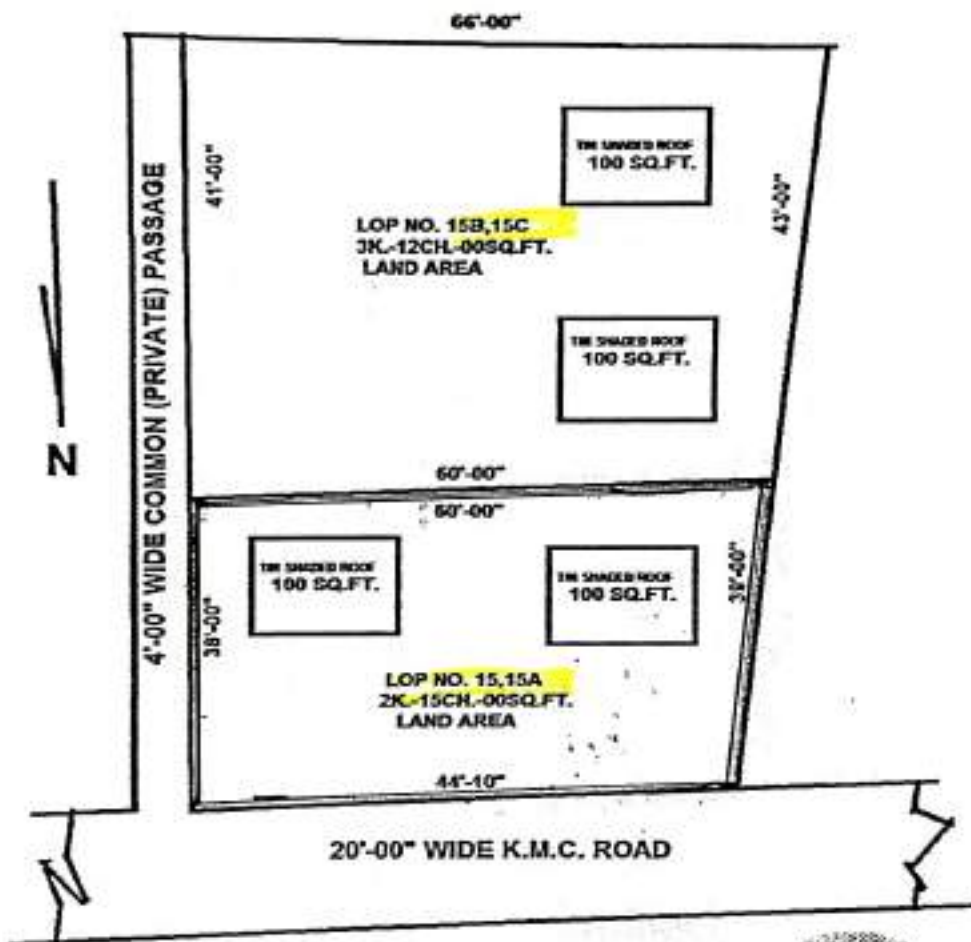 66'-00"
41'-00"
43'-00"
TIN SHADED ROOF
100 SQ.FT.
LOP NO. 15B,15C
3K.-12CH.-00SQ.FT.
LAND AREA
4'-00" WIDE COMMON (PRIVATE) PASSAGE
N
TIN SHADED ROOF
100 SQ.FT.
60'-00"
60'-00"
TIN SHADED ROOF
100 SQ.FT.
TIN SHADED ROOF
100 SQ.FT.
38'-00"
39'-00"
LOP NO. 15,15A
2K.-15CH.-00SQ.FT.
LAND AREA
44'-10"
20'-00" WIDE K.M.C. ROAD